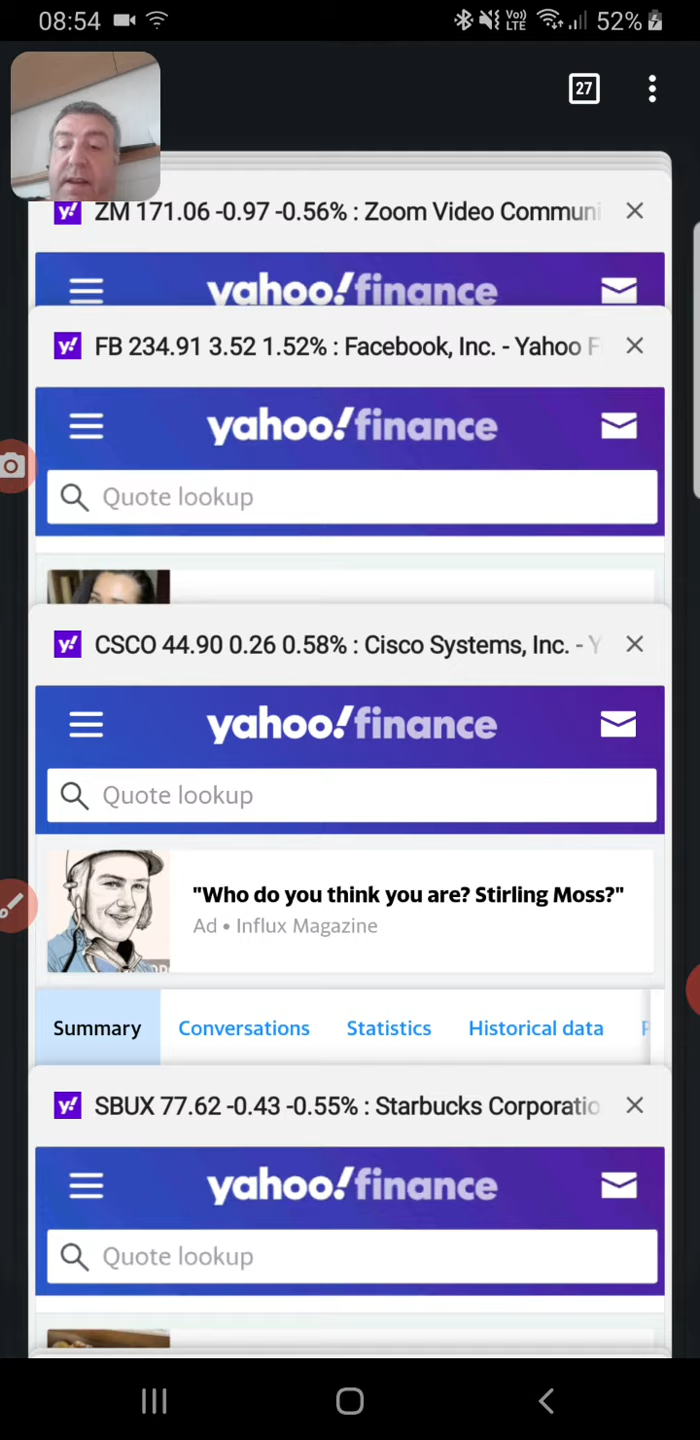 08:54
Vo) LTE 52%
27
ZM 171.06 -0.97 -0.56% : Zoom Video Communi
yahoo!finance
FB 234.91 3.52 1.52% : Facebook, Inc. - Yahoo F
yahoo!finance
Quote lookup
CSCO 44.90 0.26 0.58% : Cisco Systems, Inc. - Y
yahoo!finance
Quote lookup
"Who do you think you are? Stirling Moss?"
Ad • Influx Magazine
Summary Conversations Statistics Historical data
SBUX 77.62 -0.43 -0.55% : Starbucks Corporatio
yahoo!finance
Quote lookup